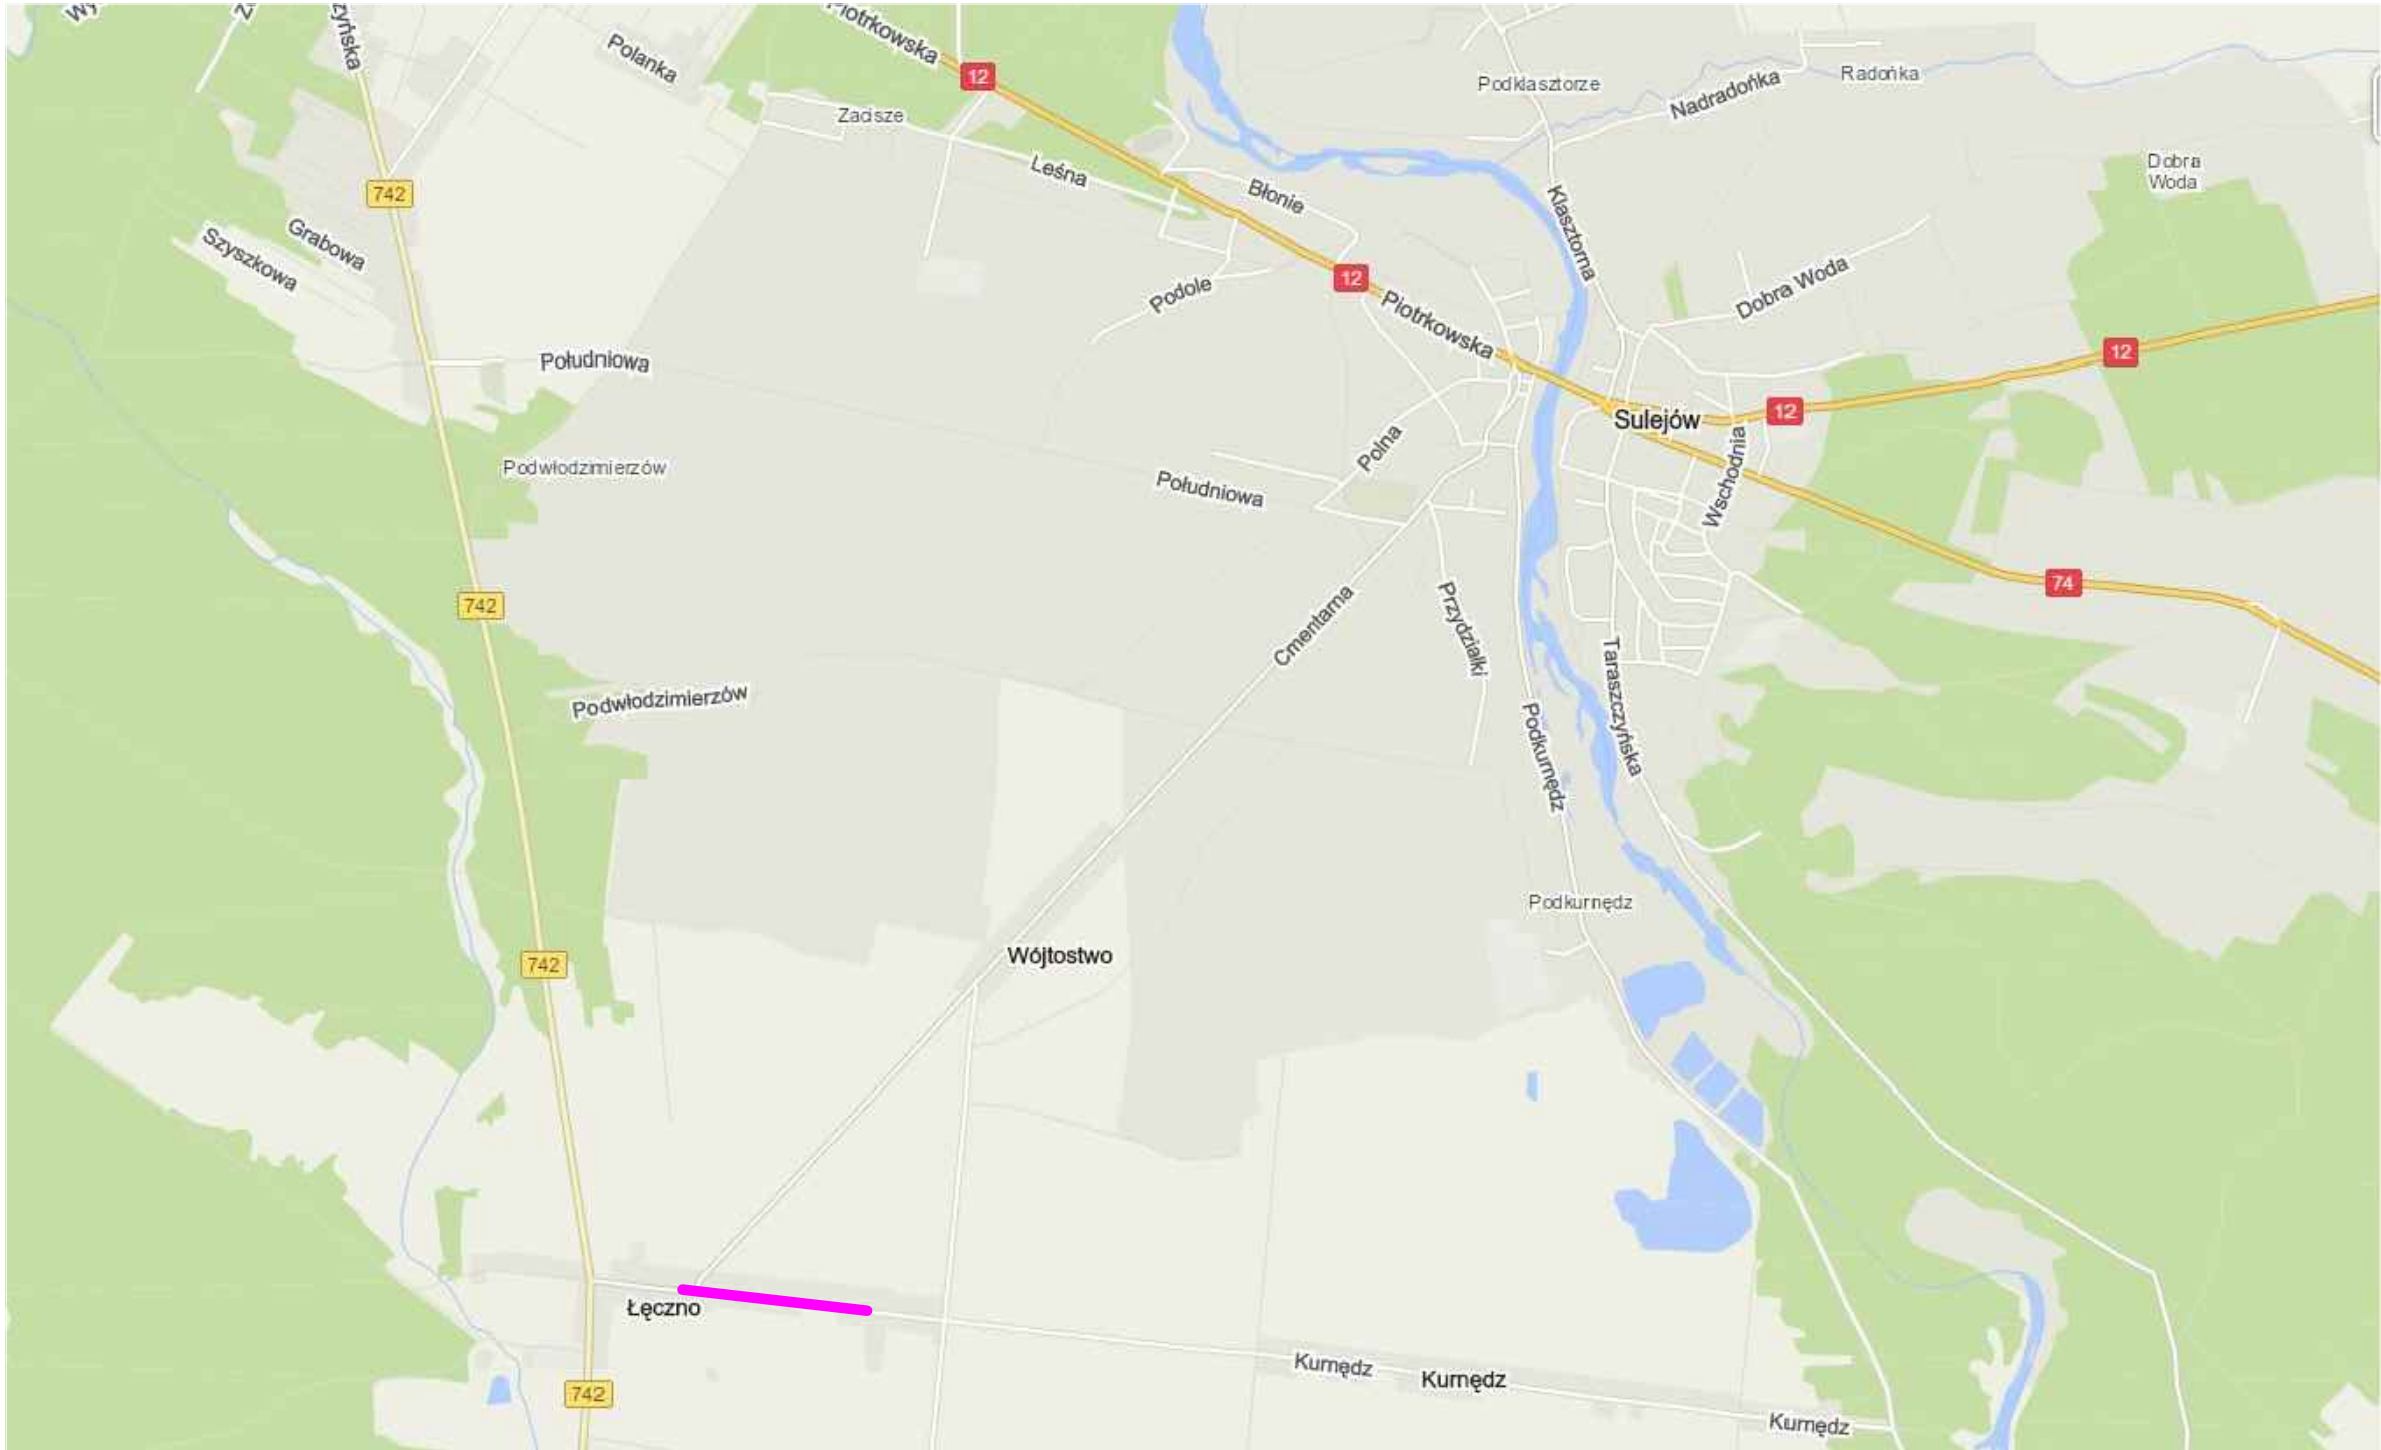 zyńska
Piotrkowska
Polanka
12
Podklasztorze
Nadradońka
Radońka
Zacisze
Leśna
Błonie
Dobra
Woda
742
Klasztorna
Grabowa
Szyszkowa
Podole
12
Piotrkowska
Dobra Woda
12
Południowa
12
Sulejów
Polna
Podwłodzimierzów
Południowa
Wschodnia
74
742
Cmentarna
Przydziałki
Taraszczyńska
Podwłodzimierzów
Podkurnędz
Podkurnędz
Wójtostwo
742
Łęczno
Kurnędz
Kurnędz
742
Kurnędz